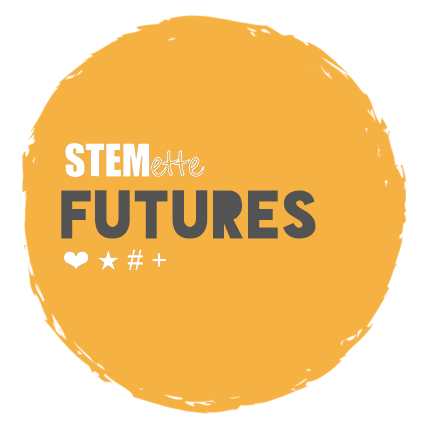 STEMette
FUTURES
❤ ★ # +